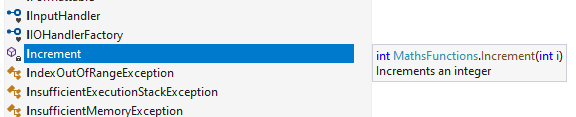 IInputHandler
IIOHandlerFactory
Increment
int MathsFunctions.Increment(int i)
Increments an integer
IndexOutOfRangeException
InsufficientExecutionStackException
InsufficientMemoryException